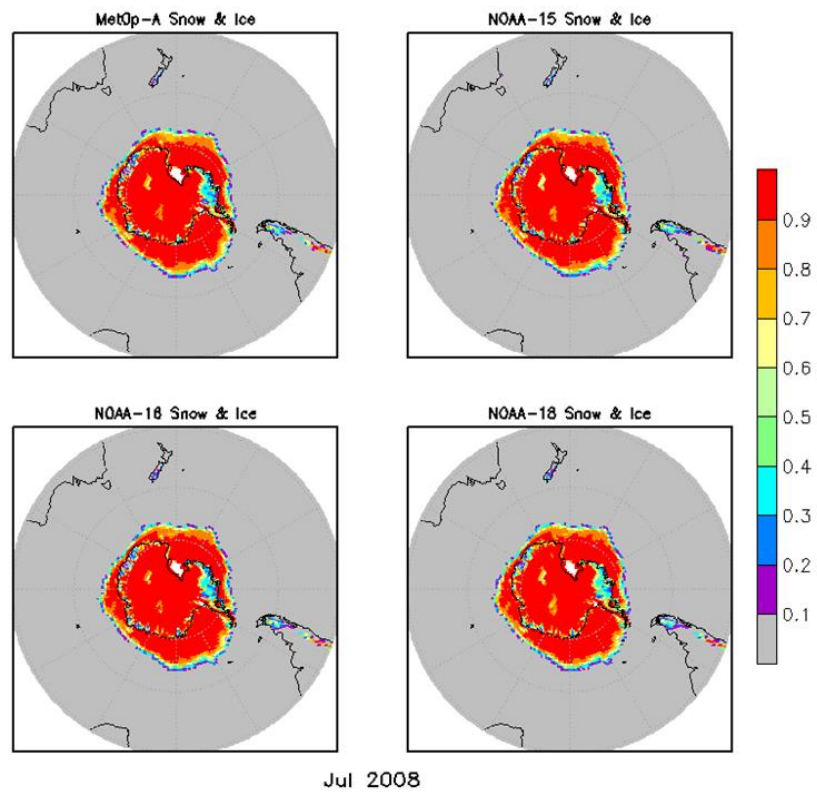 MetOp-A Snow & Ice
NOAA-15 Snow & Ice
NOAA-16 Snow & Ice
NOAA-18 Snow & Ice
0.9
0.8
0.7
0.6
0.5
0.4
0.3
0.2
0.1
Jul 2008